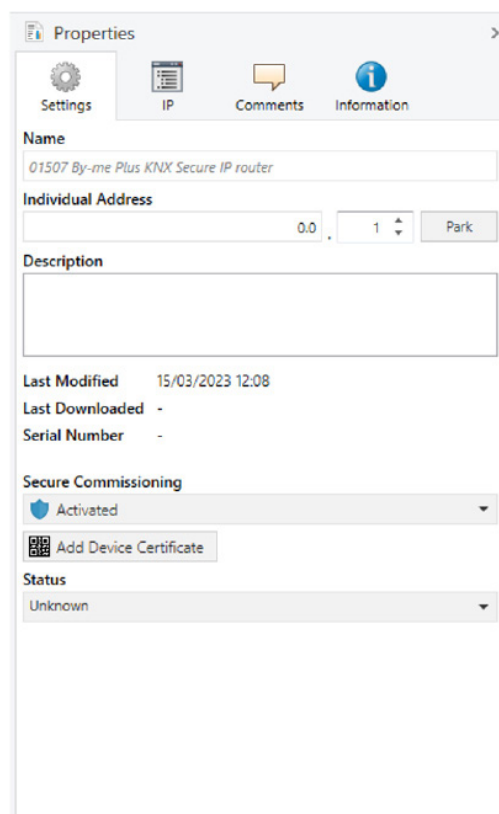 Properties
Settings IP Comments Information
Name
01507 By-me Plus KNX Secure IP router
Individual Address
0.0 . 1 Park
Description
Last Modified 15/03/2023 12:08
Last Downloaded -
Serial Number -
Secure Commissioning
Activated
Add Device Certificate
Status
Unknown